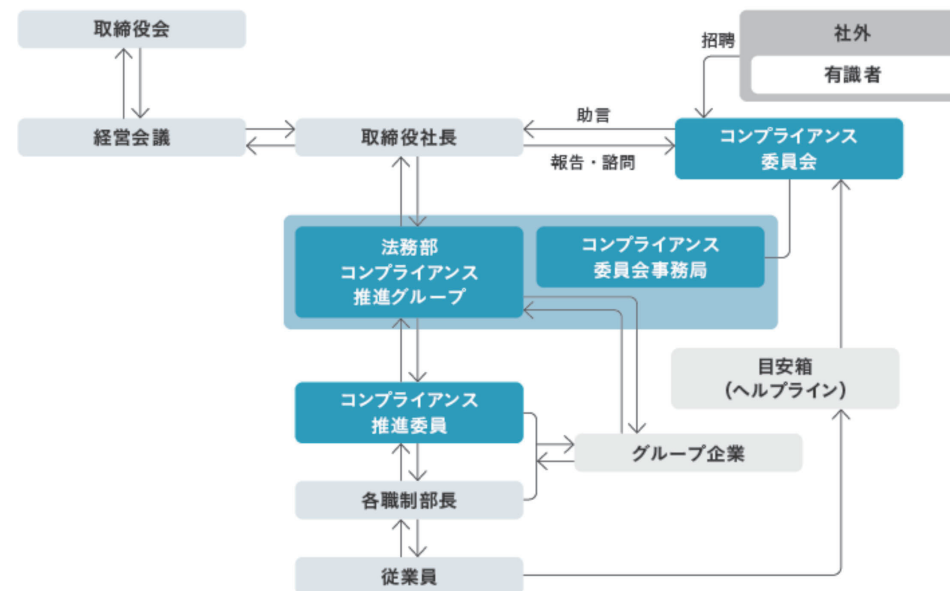 取締役会
社外
招聘
有識者
経営会議
取締役社長
助言
報告・諮問
コンプライアンス
委員会
法務部
コンプライアンス
推進グループ
コンプライアンス
委員会事務局
目安箱
(ヘルプライン)
コンプライアンス
推進委員
グループ企業
各職制部長
従業員